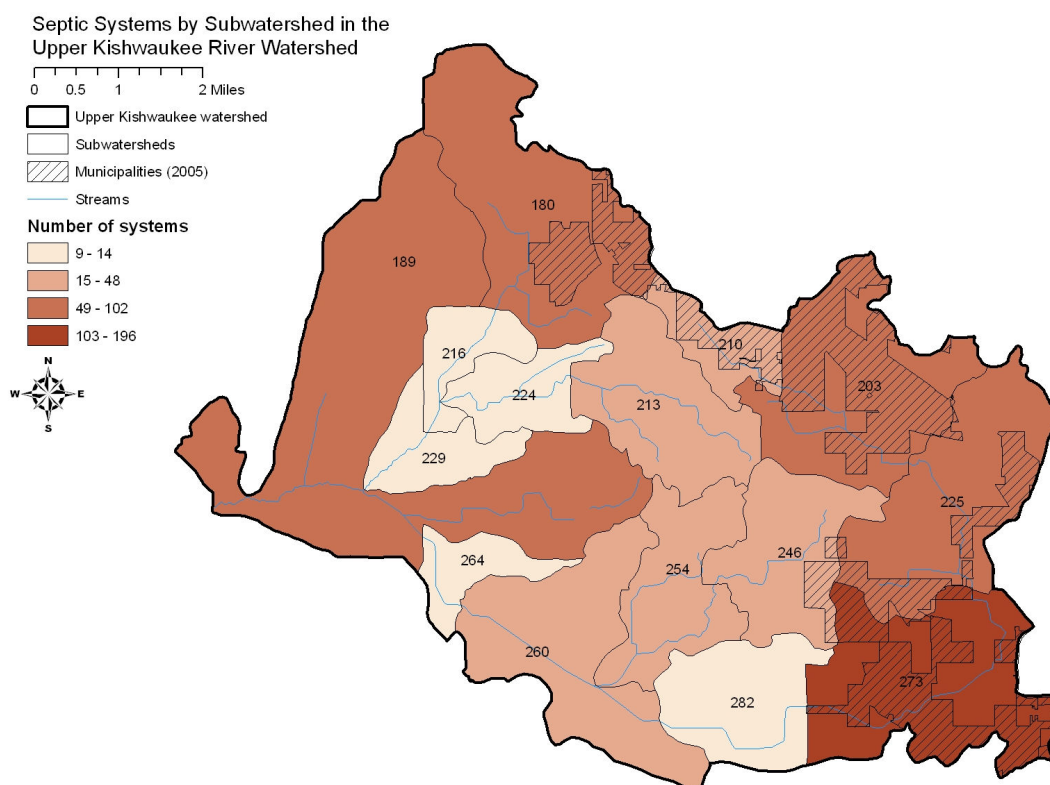 Septic Systems by Subwatershed in the
Upper Kishwaukee River Watershed
0 0.5 1 2 Miles
Upper Kishwaukee watershed
Subwatersheds
Municipalities (2005)
Streams
Number of systems
9 - 14
15 - 48
49 - 102
103 - 196
N
W E
S
180
189
210
216
203
224
213
229
225
264
246
254
260
273
282